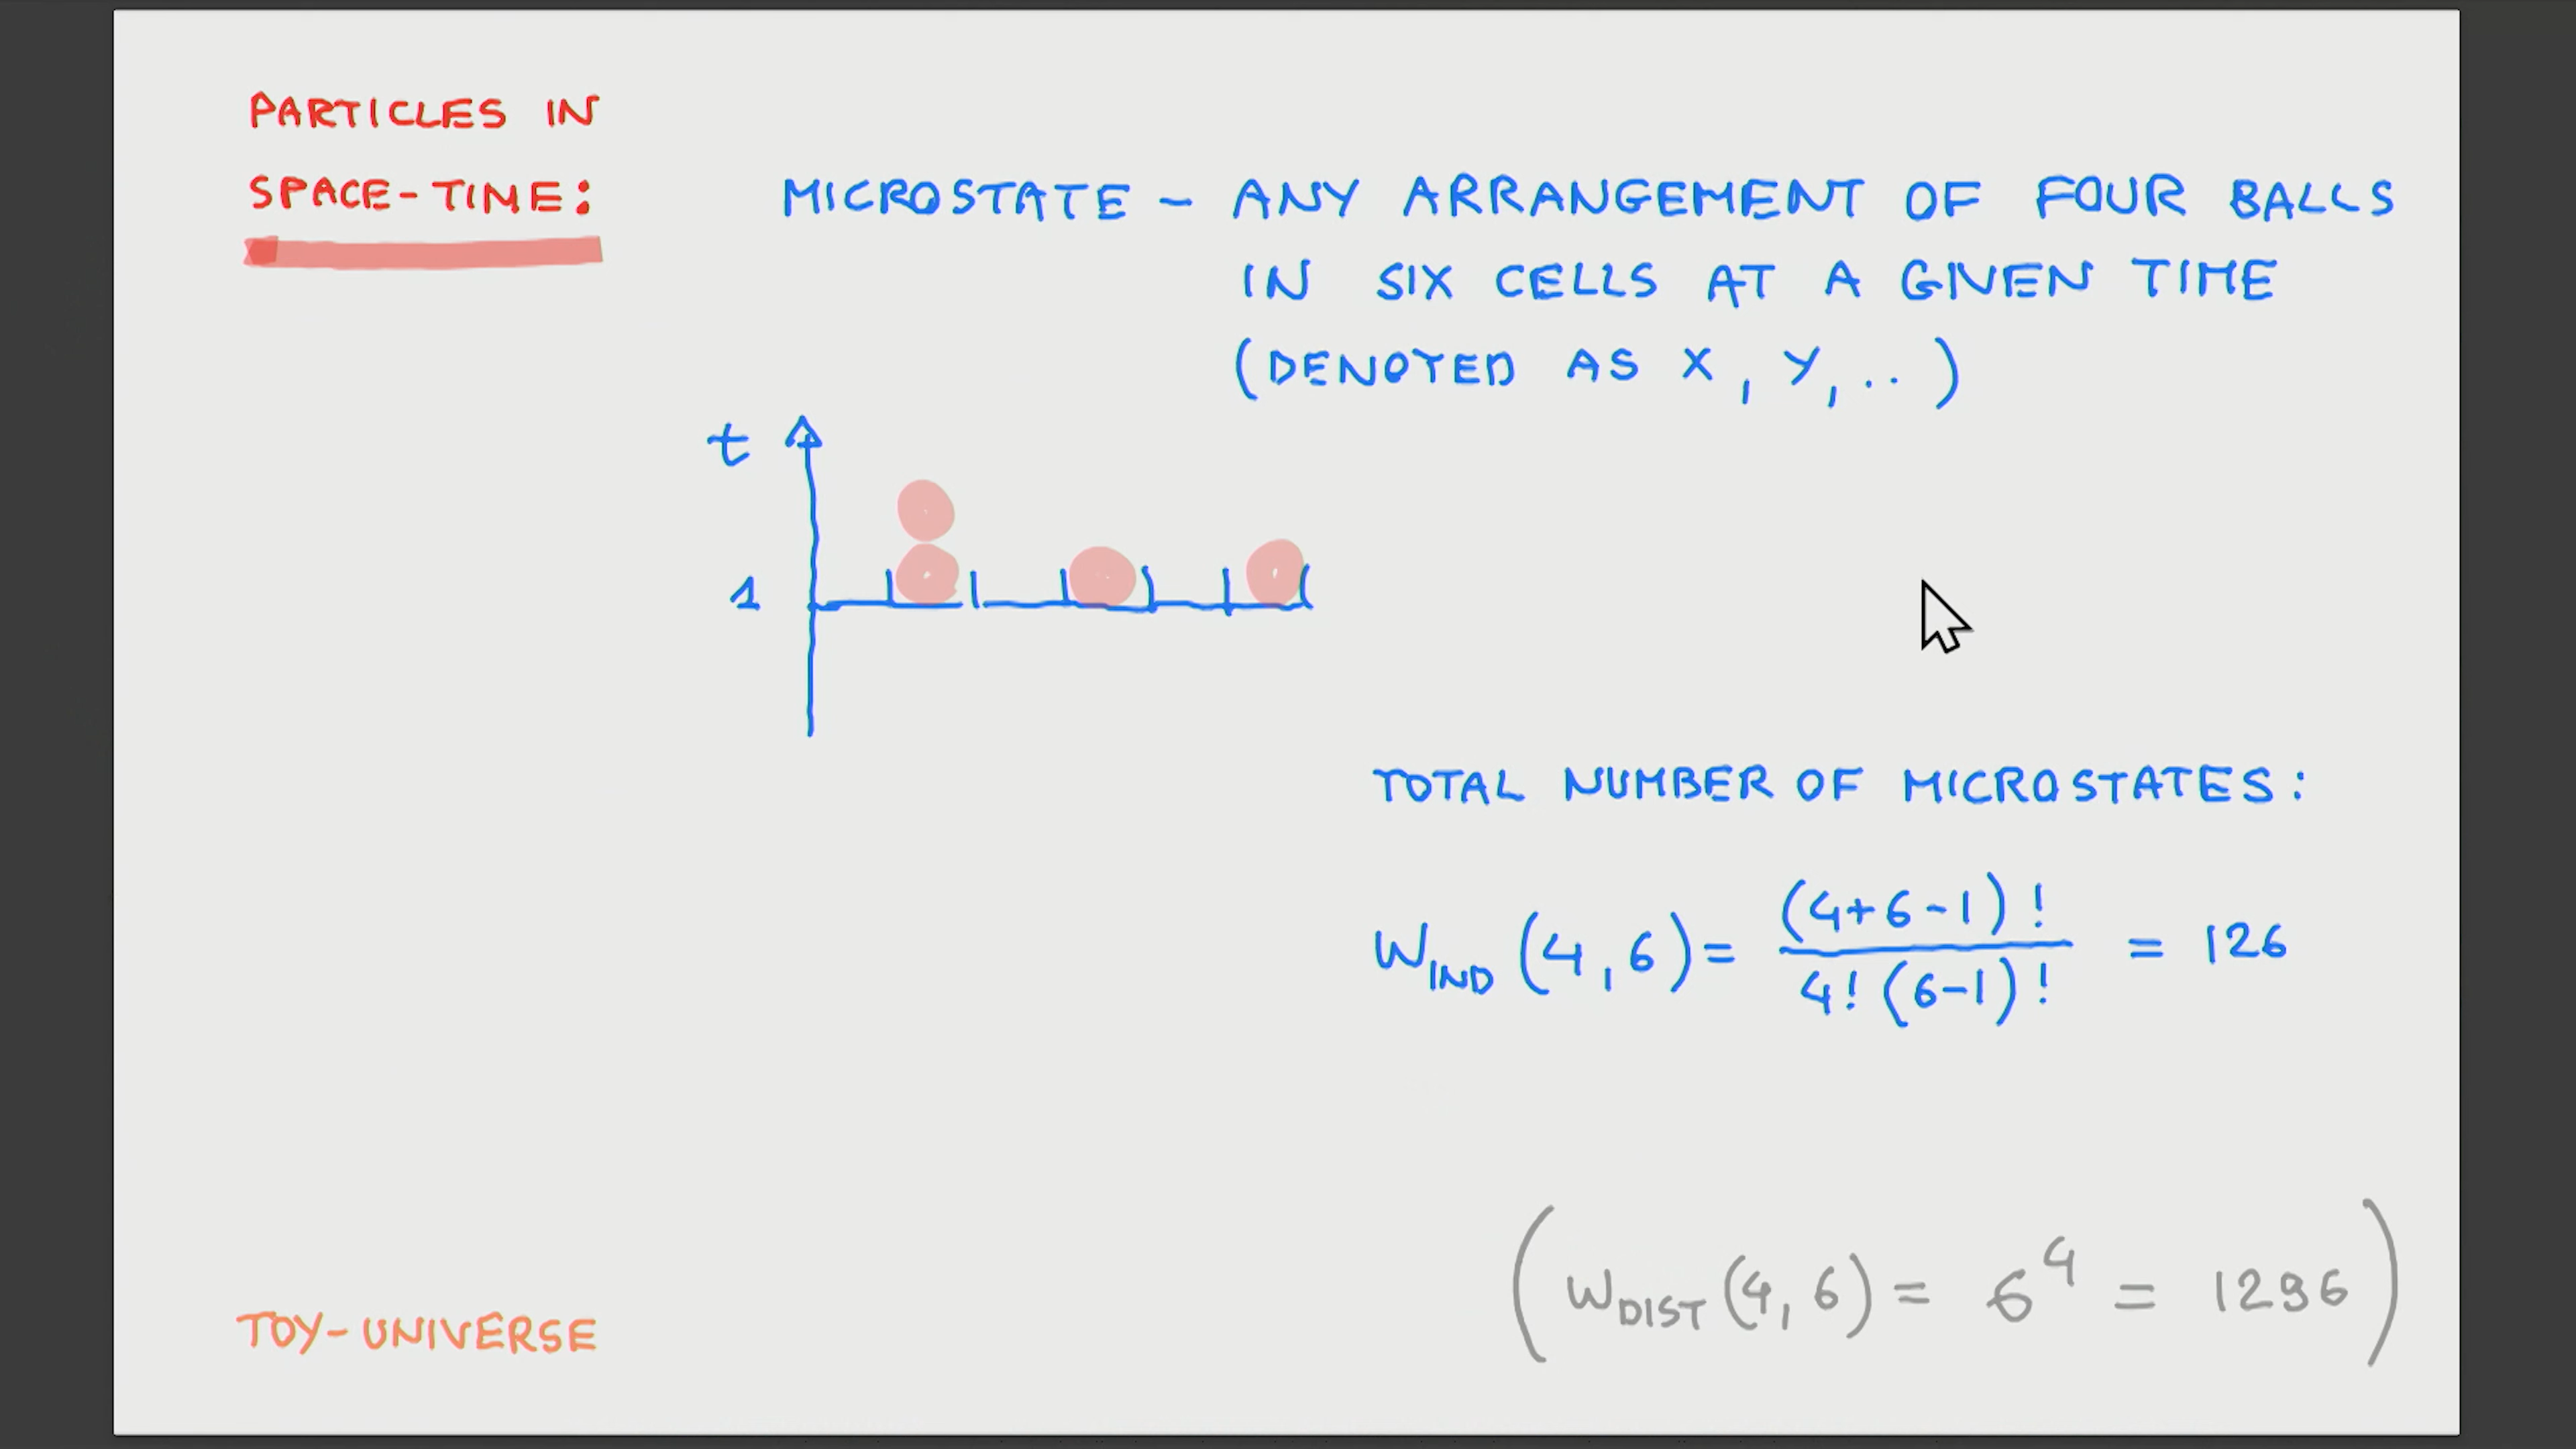 PARTICLES IN
SPACE-TIME:
MICROSTATE - ANY ARRANGEMENT OF FOUR BALLS
IN SIX CELLS AT A GIVEN TIME
(DENOTED AS X, Y, ..)
t
1
TOTAL NUMBER OF MICROSTATES:
W_IND (4,6) = (4+6-1)! / 4!(6-1)! = 126
(W_DIST (4,6) = 6^4 = 1296)
TOY-UNIVERSE